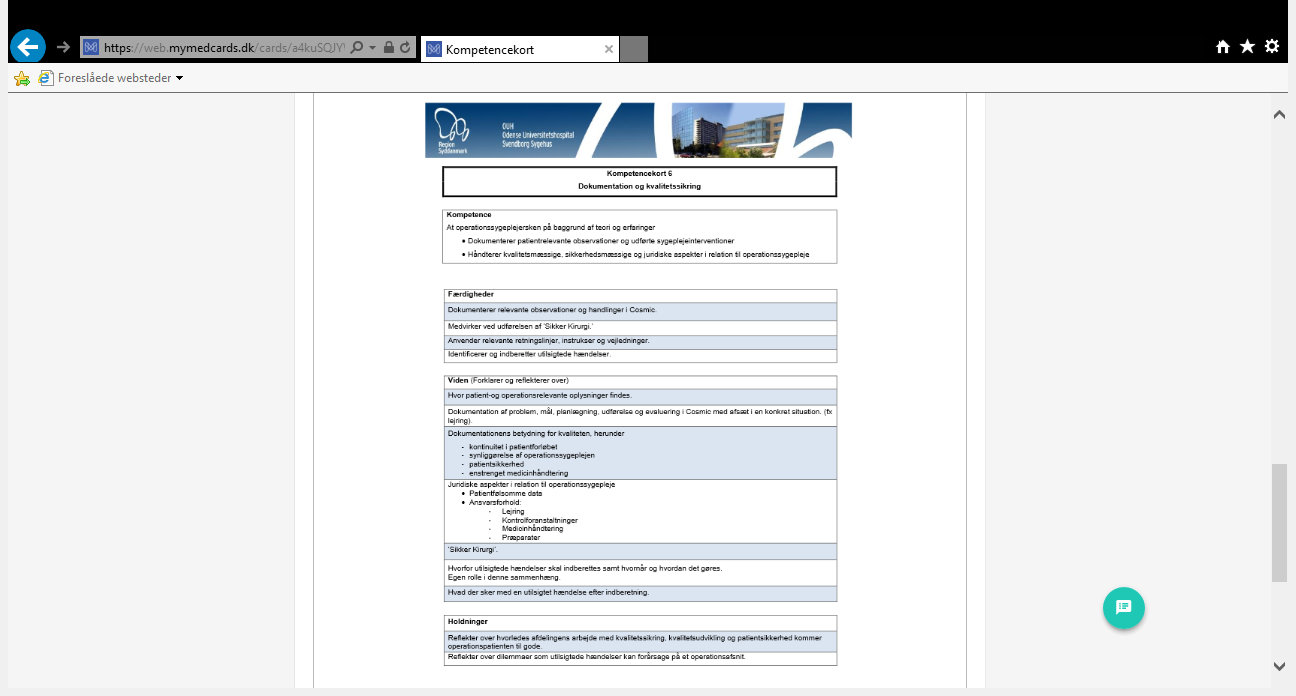 https://web.mymedcards.dk/cards/a4kuSQJY
Kompetencekort
Foreslåede websteder
Region
Syddanmark
OUH
Odense Universitetshospital
Svendborg Sygehus
Kompetencekort 6
Dokumentation og kvalitetssikring
Kompetence
At operationssygeplejersken på baggrund af teori og erfaringer
• Dokumenterer patientrelevante observationer og udførte sygeplejeinterventioner
• Håndterer kvalitetsmæssige, sikkerhedsmæssige og juridiske aspekter i relation til operationssygepleje
Færdigheder
Dokumenterer relevante observationer og handlinger i Cosmic.
Medvirker ved udførelsen af 'Sikker Kirurgi.'
Anvender relevante retningslinjer, instrukser og vejledninger.
Identificerer og indberetter utilsigtede hændelser.
Viden (Forklarer og reflekterer over)
Hvor patient-og operationsrelevante oplysninger findes.
Dokumentation af problem, mål, planlægning, udførelse og evaluering i Cosmic med afsæt i en konkret situation. (fx
lejring).
Dokumentationens betydning for kvaliteten, herunder
- kontinuitet i patientforløbet
- synliggørelse af operationssygeplejen
- patientsikkerhed
- enstrenget medicinhåndtering
Juridiske aspekter i relation til operationssygepleje
• Patientfølsomme data
• Ansvarsforhold:
- Lejring
- Kontrolforanstaltninger
- Medicinhåndtering
- Præparater
'Sikker Kirurgi'.
Hvorfor utilsigtede hændelser skal indberettes samt hvornår og hvordan det gøres.
Egen rolle i denne sammenhæng.
Hvad der sker med en utilsigtet hændelse efter indberetning.
Holdninger
Reflekter over hvorledes afdelingens arbejde med kvalitetssikring, kvalitetsudvikling og patientsikkerhed kommer
operationspatienten til gode.
Reflekter over dilemmaer som utilsigtede hændelser kan forårsage på et operationsafsnit.